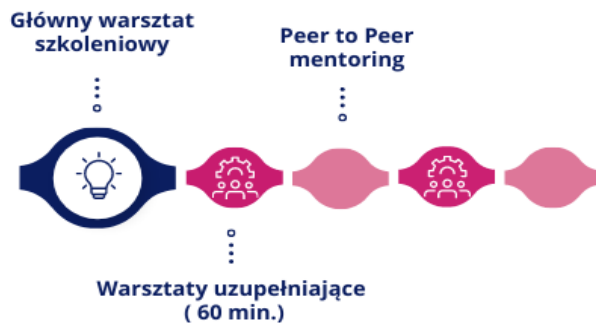 Główny warsztat
szkoleniowy
Peer to Peer
mentoring
Warsztaty uzupełniające
( 60 min.)